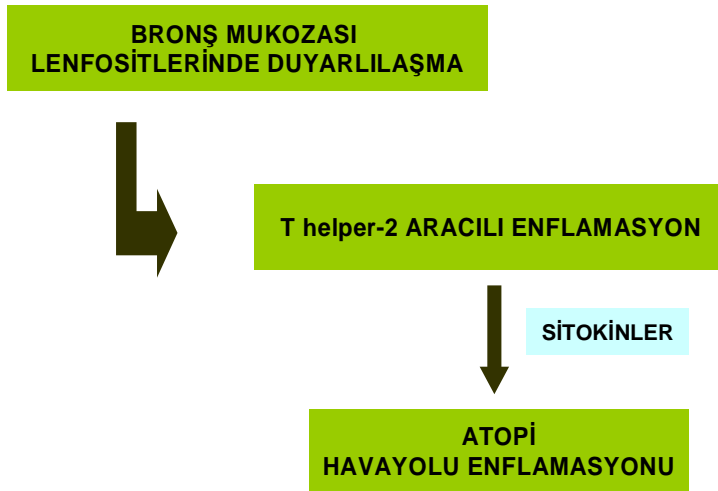 BRONŞ MUKOZASI
LENFOSİTLERİNDE DUYARLILAŞMA
T helper-2 ARACILI ENFLAMASYON
SİTOKİNLER
ATOPİ
HAVAYOLU ENFLAMASYONU